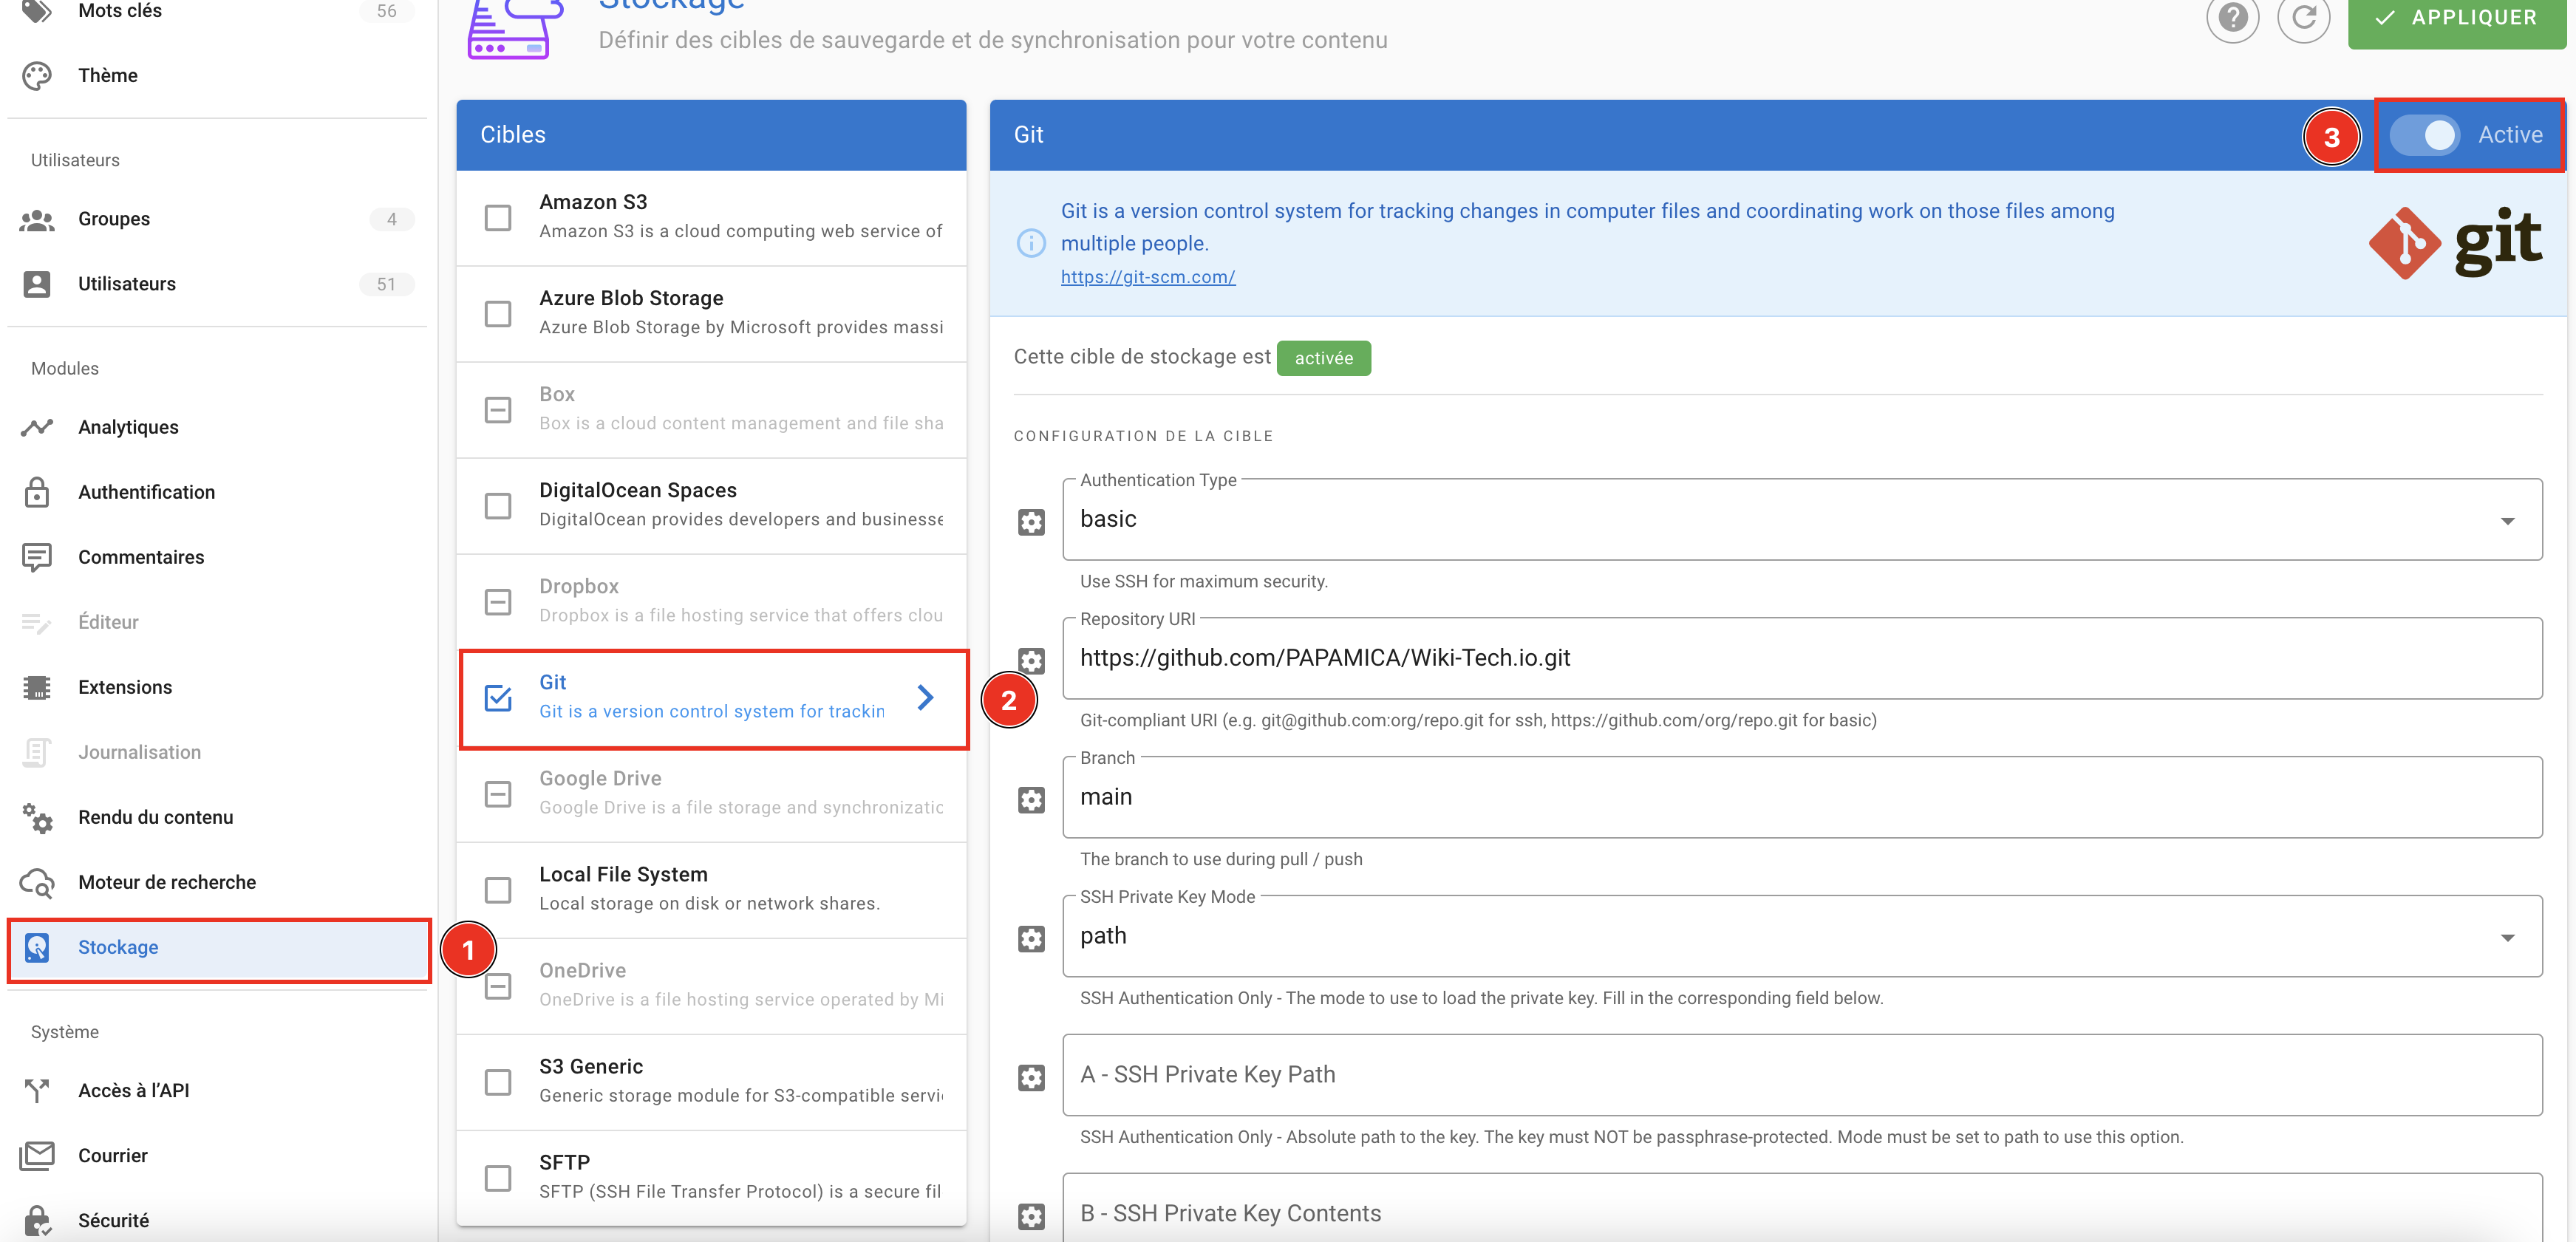 Mots clés 56
Thème
Utilisateurs
Groupes 4
Utilisateurs 51
Modules
Analytiques
Authentification
Commentaires
Éditeur
Extensions
Journalisation
Rendu du contenu
Moteur de recherche
Stockage
1
Système
Accès à l'API
Courrier
Sécurité
Stockage
Définir des cibles de sauvegarde et de synchronisation pour votre contenu
APPLIQUER
Cibles
Amazon S3
Amazon S3 is a cloud computing web service of
Azure Blob Storage
Azure Blob Storage by Microsoft provides massi
Box
Box is a cloud content management and file sha
DigitalOcean Spaces
DigitalOcean provides developers and businesse
Dropbox
Dropbox is a file hosting service that offers clou
Git
Git is a version control system for trackin
2
Google Drive
Google Drive is a file storage and synchronizatic
Local File System
Local storage on disk or network shares.
OneDrive
OneDrive is a file hosting service operated by Mi
S3 Generic
Generic storage module for S3-compatible servi
SFTP
SFTP (SSH File Transfer Protocol) is a secure fil
Git
3
Active
Git is a version control system for tracking changes in computer files and coordinating work on those files among
multiple people.
https://git-scm.com/
git
Cette cible de stockage est activée
CONFIGURATION DE LA CIBLE
Authentication Type
basic
Use SSH for maximum security.
Repository URI
https://github.com/PAPAMICA/Wiki-Tech.io.git
Git-compliant URI (e.g. git@github.com:org/repo.git for ssh, https://github.com/org/repo.git for basic)
Branch
main
The branch to use during pull / push
SSH Private Key Mode
path
SSH Authentication Only - The mode to use to load the private key. Fill in the corresponding field below.
A - SSH Private Key Path
SSH Authentication Only - Absolute path to the key. The key must NOT be passphrase-protected. Mode must be set to path to use this option.
B - SSH Private Key Contents